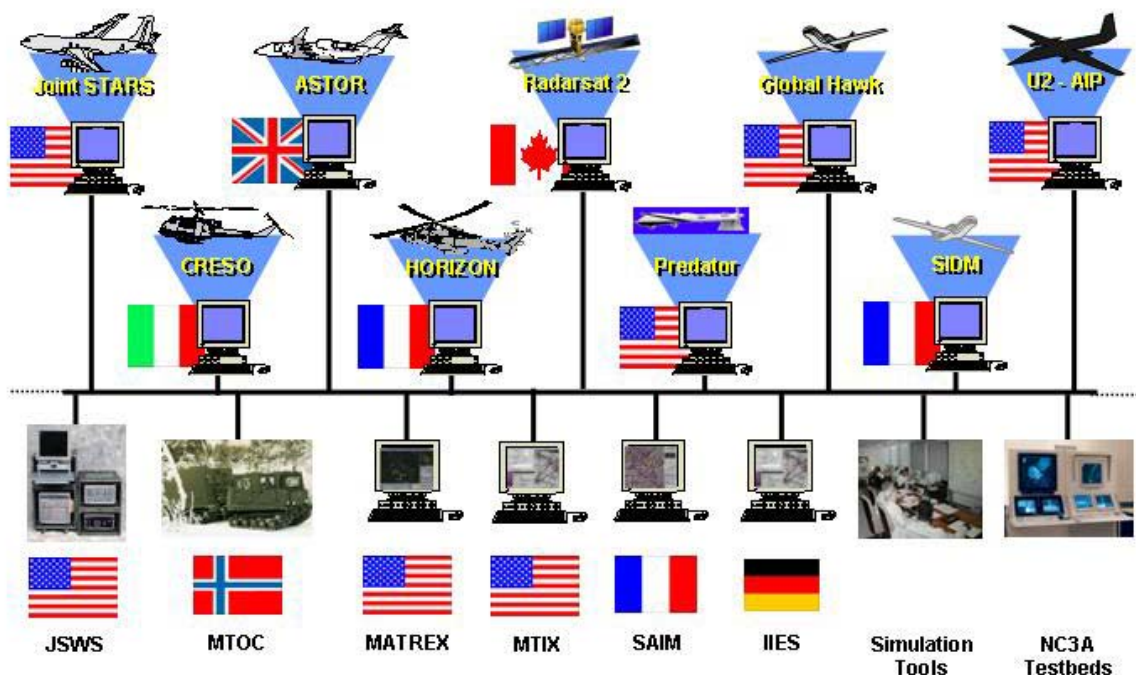 Joint STARS
ASTOR
Radarsat 2
Global Hawk
U2 - AIP
CRESO
HORIZON
Predator
SIDM
JSWS
MTOC
MATREX
MTIX
SAIM
IIES
Simulation
Tools
NC3A
Testbeds